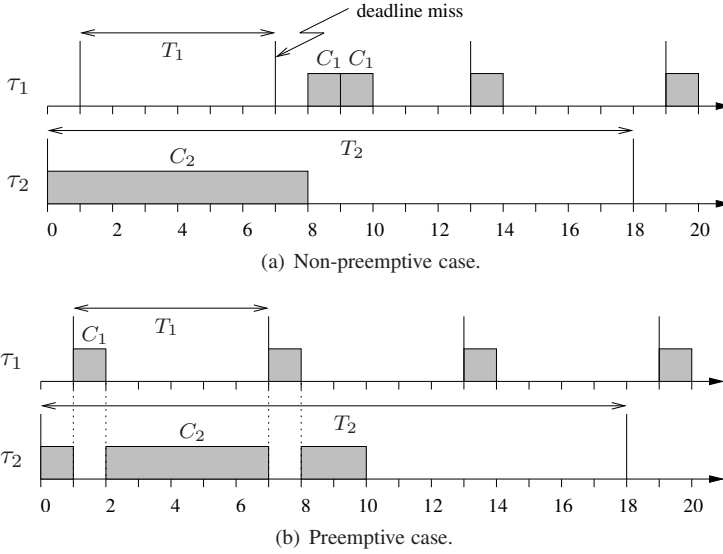 deadline miss
T1
C1 C1
τ1
T2
C2
τ2
0 2 4 6 8 10 12 14 16 18 20
(a) Non-preemptive case.
T1
C1
τ1
C2 T2
τ2
0 2 4 6 8 10 12 14 16 18 20
(b) Preemptive case.